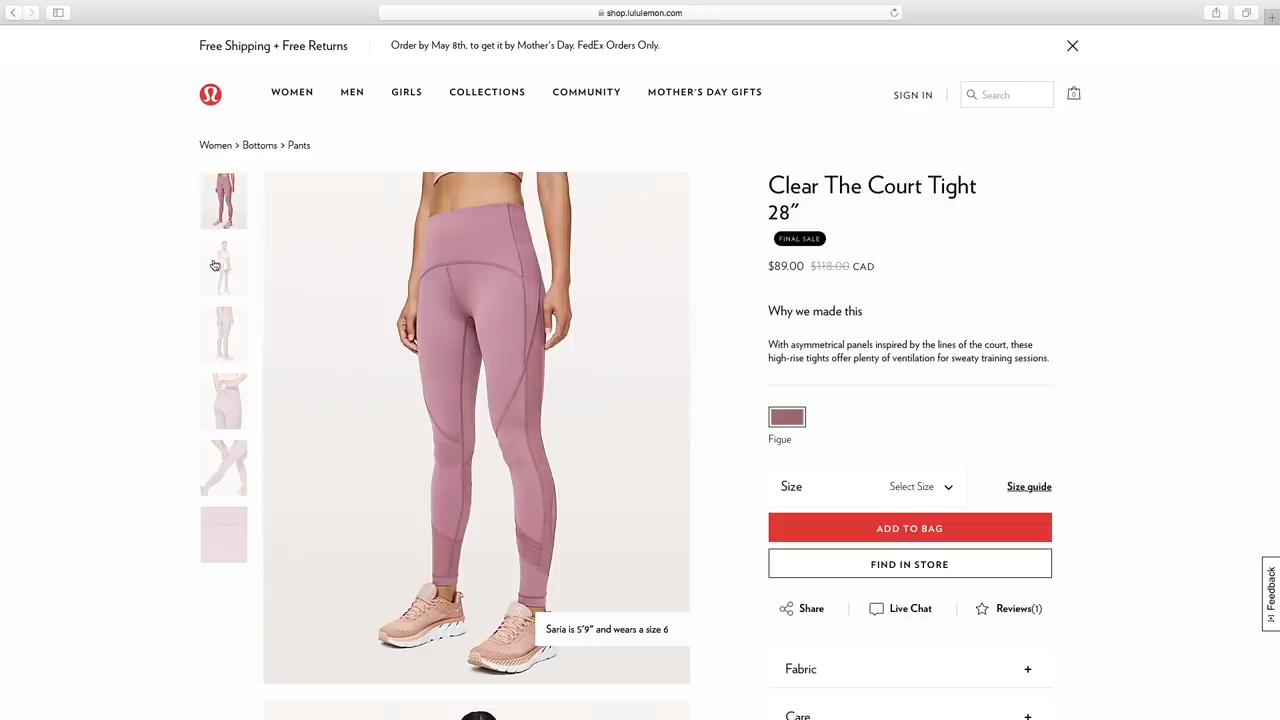 shop.lululemon.com
Free Shipping + Free Returns
Order by May 8th, to get it by Mother's Day. FedEx Orders Only.
WOMEN
MEN
GIRLS
COLLECTIONS
COMMUNITY
MOTHER'S DAY GIFTS
SIGN IN
Search
0
Women > Bottoms > Pants
Clear The Court Tight
28"
FINAL SALE
$89.00 $118.00 CAD
Why we made this
With asymmetrical panels inspired by the lines of the court, these
high-rise tights offer plenty of ventilation for sweaty training sessions.
Figue
Size
Select Size
Size guide
ADD TO BAG
FIND IN STORE
Share
Live Chat
Reviews(1)
Saria is 5'9" and wears a size 6
Fabric +
Care +
[+] Feedback